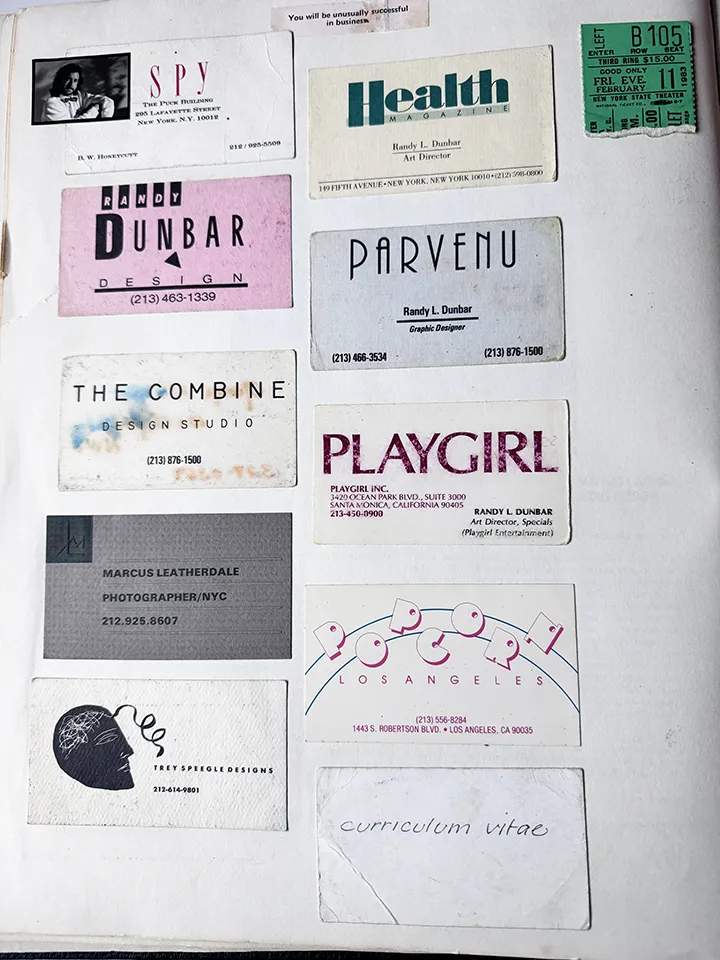 You will be unusually successful
in business.
SPY
THE PUCK BUILDING
295 LAFAYETTE STREET
NEW YORK, N.Y. 10012
212 / 925-5509
B. W. HONEYCUTT
Health
MAGAZINE
Randy L. Dunbar
Art Director
149 FIFTH AVENUE • NEW YORK, NEW YORK 10010 • (212) 598-0800
LEFT
B 105
ENTER ROW SEAT
THIRD RING $15.00
GOOD ONLY
FRI. EVE.
FEBRUARY 11 1983
NEW YORK STATE THEATER
RANDY
DUNBAR
DESIGN
(213) 463-1339
PARVENU
Randy L. Dunbar
Graphic Designer
(213) 466-3534
(213) 876-1500
THE COMBINE
DESIGN STUDIO
(213) 876-1500
PLAYGIRL
PLAYGIRL INC.
3420 OCEAN PARK BLVD., SUITE 3000
SANTA MONICA, CALIFORNIA 90405
213-450-0900
RANDY L. DUNBAR
Art Director, Specials
(Playgirl Entertainment)
MARCUS LEATHERDALE
PHOTOGRAPHER/NYC
212.925.8607
POPCORN
LOS ANGELES
(213) 556-8284
1443 S. ROBERTSON BLVD. • LOS ANGELES, CA 90035
TREY SPEEGLE DESIGNS
212-614-9801
curriculum vitae